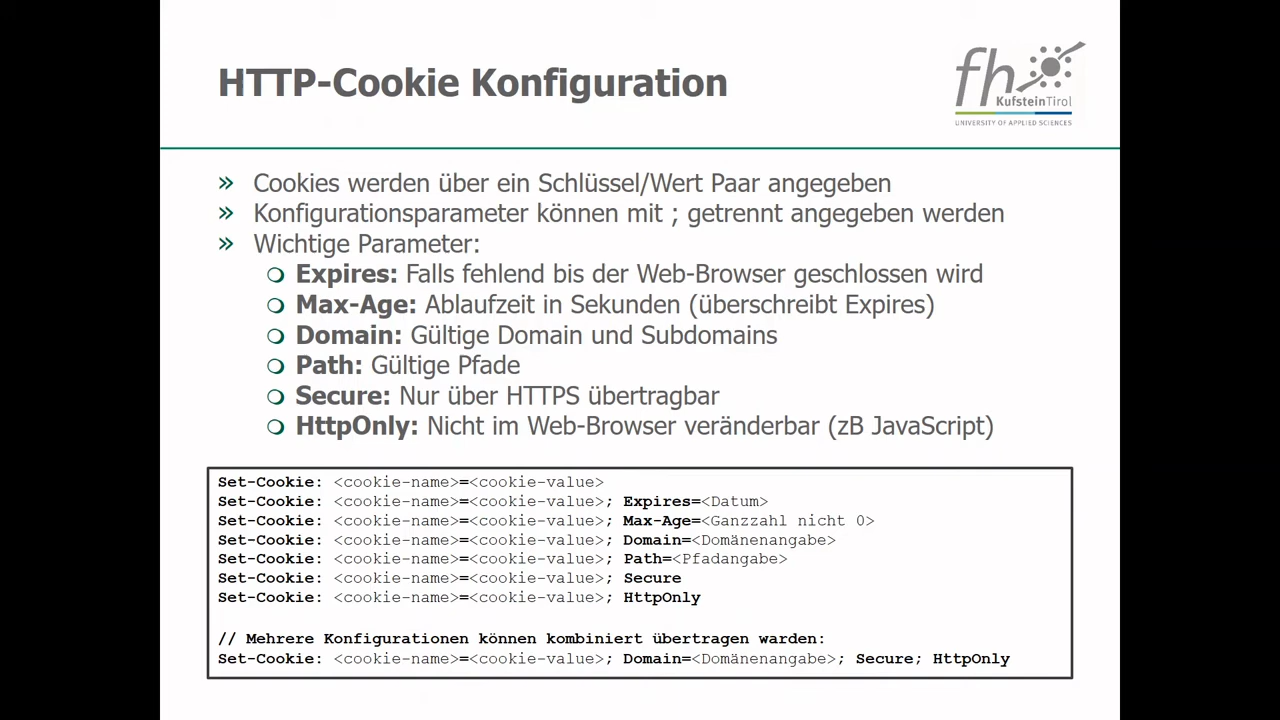 HTTP-Cookie Konfiguration
fh
KufsteinTirol
UNIVERSITY OF APPLIED SCIENCES
» Cookies werden über ein Schlüssel/Wert Paar angegeben
» Konfigurationsparameter können mit ; getrennt angegeben werden
» Wichtige Parameter:
Expires: Falls fehlend bis der Web-Browser geschlossen wird
Max-Age: Ablaufzeit in Sekunden (überschreibt Expires)
Domain: Gültige Domain und Subdomains
Path: Gültige Pfade
Secure: Nur über HTTPS übertragbar
HttpOnly: Nicht im Web-Browser veränderbar (zB JavaScript)
Set-Cookie: <cookie-name>=<cookie-value>
Set-Cookie: <cookie-name>=<cookie-value>; Expires=<Datum>
Set-Cookie: <cookie-name>=<cookie-value>; Max-Age=<Ganzzahl nicht 0>
Set-Cookie: <cookie-name>=<cookie-value>; Domain=<Domänenangabe>
Set-Cookie: <cookie-name>=<cookie-value>; Path=<Pfadangabe>
Set-Cookie: <cookie-name>=<cookie-value>; Secure
Set-Cookie: <cookie-name>=<cookie-value>; HttpOnly
// Mehrere Konfigurationen können kombiniert übertragen warden:
Set-Cookie: <cookie-name>=<cookie-value>; Domain=<Domänenangabe>; Secure; HttpOnly